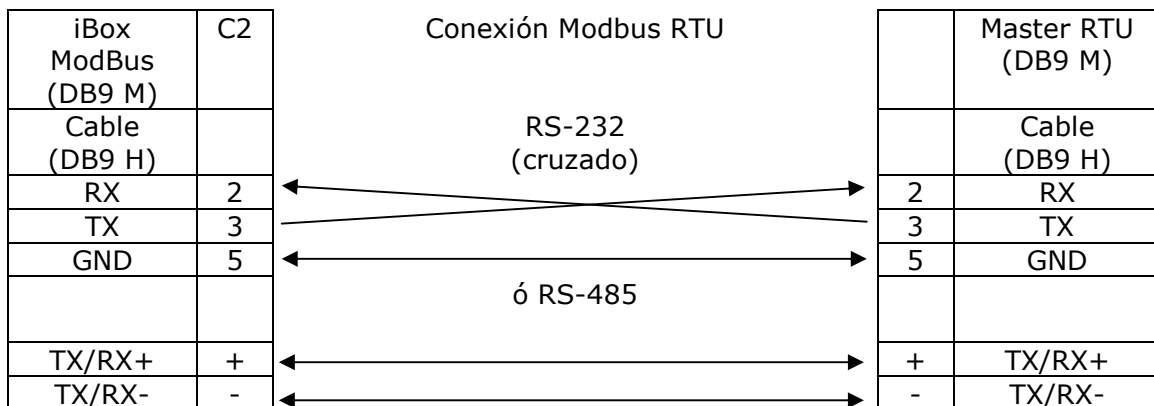 iBox ModBus (DB9 M) C2 Conexión Modbus RTU Master RTU (DB9 M)
Cable (DB9 H) RS-232 (cruzado) Cable (DB9 H)
RX 2 2 RX
TX 3 3 TX
GND 5 5 GND
ó RS-485
TX/RX+ + + TX/RX+
TX/RX- - - TX/RX-